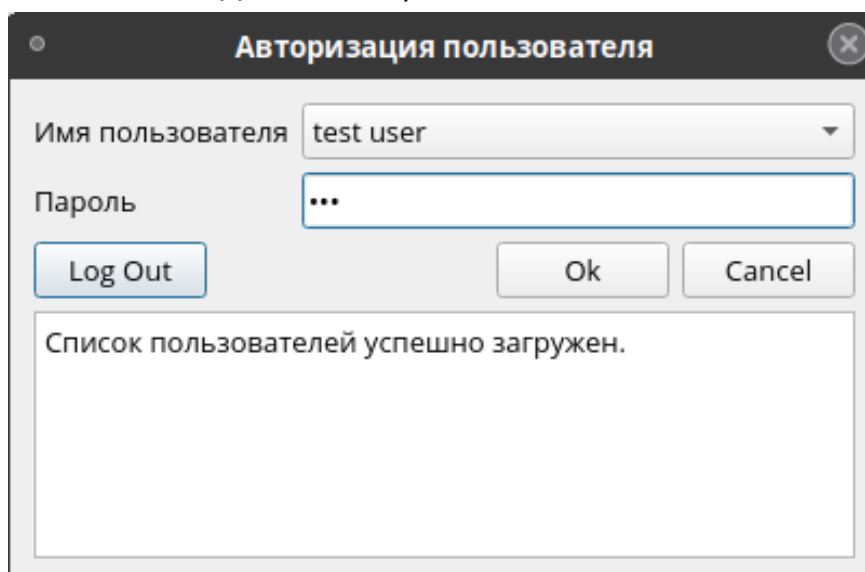 Авторизация пользователя
Имя пользователя test user
Пароль •••
Log Out Ok Cancel
Список пользователей успешно загружен.